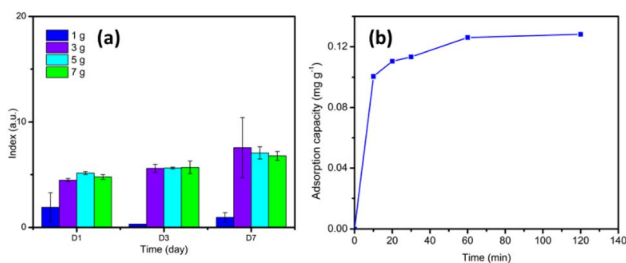 (a)
1 g
3 g
5 g
7 g
Index (a.u.)
20
10
0
D1
D3
D7
Time (day)
(b)
Adsorption capacity (mg g⁻¹)
0.12
0.08
0.04
0.00
0 20 40 60 80 100 120 140
Time (min)